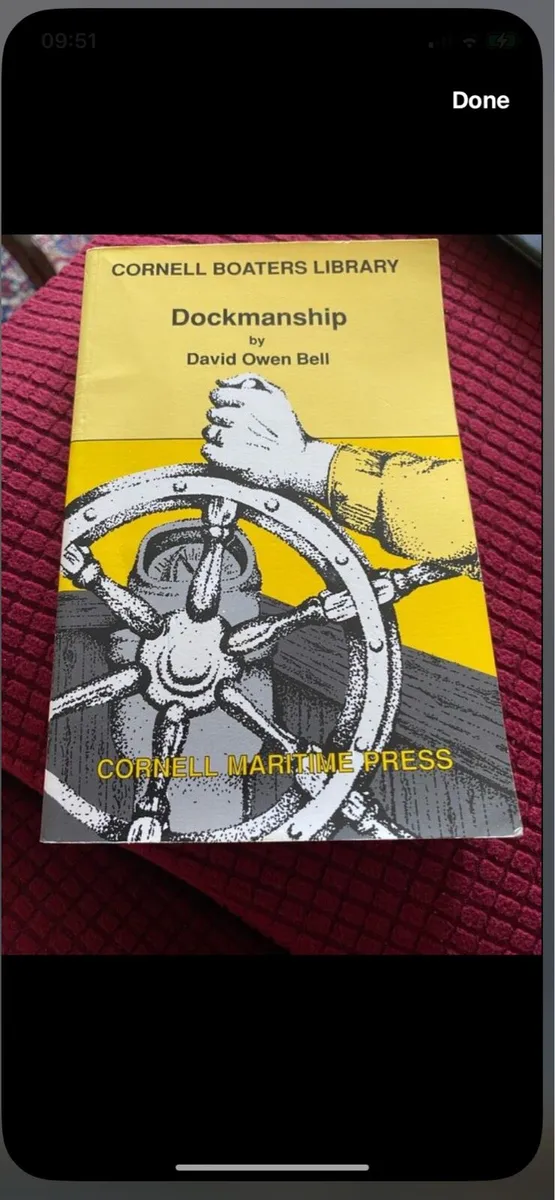 09:51
Done
CORNELL BOATERS LIBRARY
Dockmanship
by
David Owen Bell
CORNELL MARITIME PRESS